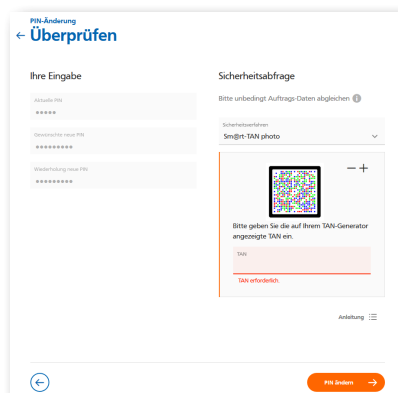 PIN-Änderung
Überprüfen
Ihre Eingabe
Aktuelle PIN
Gewünschte neue PIN
Wiederholung neue PIN
Sicherheitsabfrage
Bitte unbedingt Auftrags-Daten abgleichen
Sicherheitsverfahren
Sm@rt-TAN photo
Bitte geben Sie die auf Ihrem TAN-Generator
angezeigte TAN ein.
TAN
TAN erforderlich.
Anleitung
PIN ändern